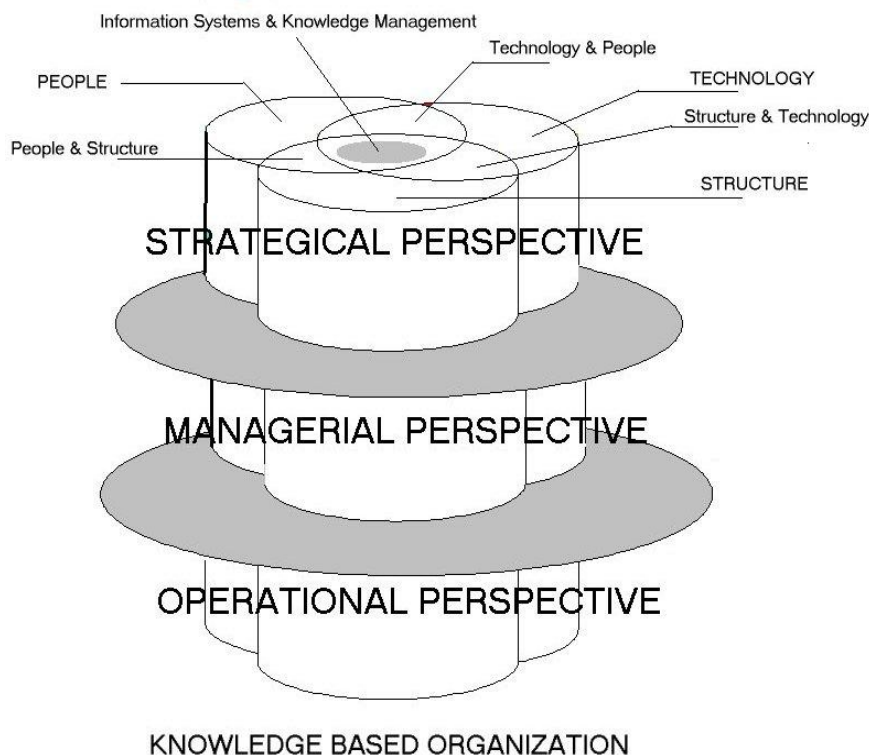 Information Systems & Knowledge Management
Technology & People
PEOPLE
TECHNOLOGY
Structure & Technology
People & Structure
STRUCTURE
STRATEGICAL PERSPECTIVE
MANAGERIAL PERSPECTIVE
OPERATIONAL PERSPECTIVE
KNOWLEDGE BASED ORGANIZATION